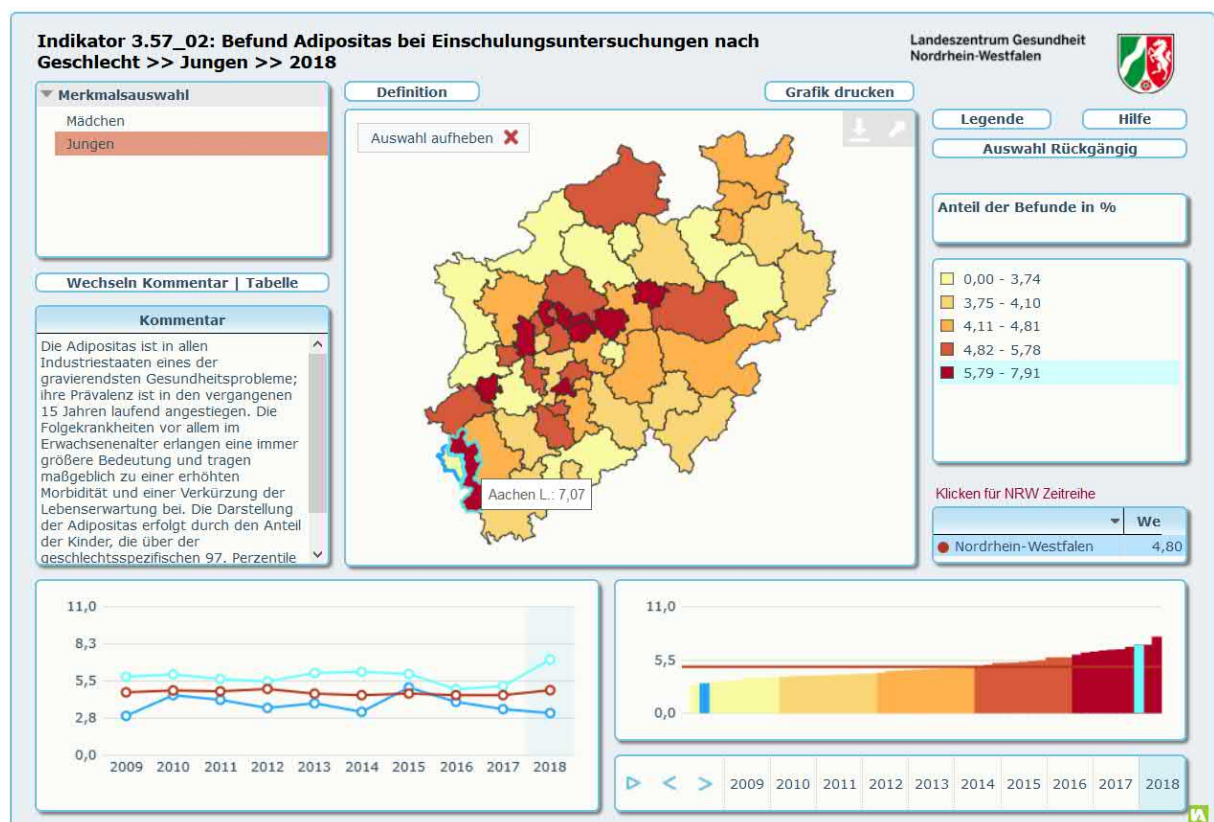 Indikator 3.57_02: Befund Adipositas bei Einschulungsuntersuchungen nach
Geschlecht >> Jungen >> 2018
Landeszentrum Gesundheit
Nordrhein-Westfalen
Merkmalsauswahl
Mädchen
Jungen
Definition
Grafik drucken
Auswahl aufheben
Legende
Hilfe
Auswahl Rückgängig
Anteil der Befunde in %
0,00 - 3,74
3,75 - 4,10
4,11 - 4,81
4,82 - 5,78
5,79 - 7,91
Wechseln Kommentar | Tabelle
Kommentar
Die Adipositas ist in allen
Industriestaaten eines der
gravierendsten Gesundheitsprobleme;
ihre Prävalenz ist in den vergangenen
15 Jahren laufend angestiegen. Die
Folgekrankheiten vor allem im
Erwachsenenalter erlangen eine immer
größere Bedeutung und tragen
maßgeblich zu einer erhöhten
Morbidität und einer Verkürzung der
Lebenserwartung bei. Die Darstellung
der Adipositas erfolgt durch den Anteil
der Kinder, die über der
geschlechtsspezifischen 97. Perzentile
Aachen L.: 7,07
Klicken für NRW Zeitreihe
We
Nordrhein-Westfalen 4,80
11,0
8,3
5,5
2,8
0,0
2009 2010 2011 2012 2013 2014 2015 2016 2017 2018
11,0
5,5
0,0
2009 2010 2011 2012 2013 2014 2015 2016 2017 2018